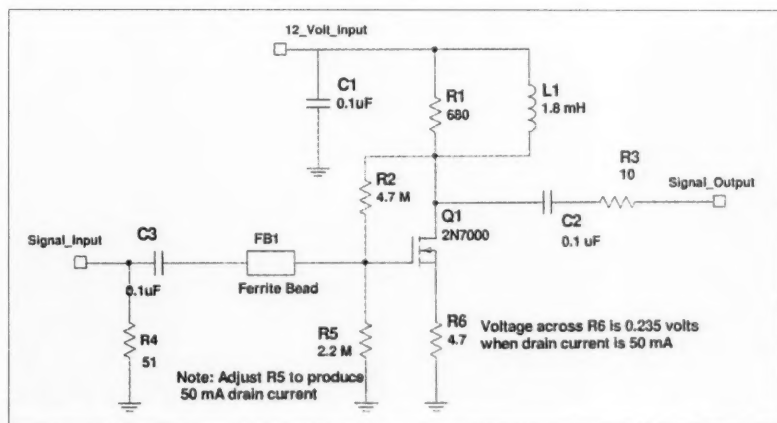 12_Volt_Input
C1
0.1uF
R1
680
L1
1.8 mH
R2
4.7 M
R3
10
Signal_Output
Q1
2N7000
C2
0.1 uF
Signal_Input
C3
0.1uF
FB1
Ferrite Bead
R4
51
R5
2.2 M
R6
4.7
Voltage across R6 is 0.235 volts
when drain current is 50 mA
Note: Adjust R5 to produce
50 mA drain current